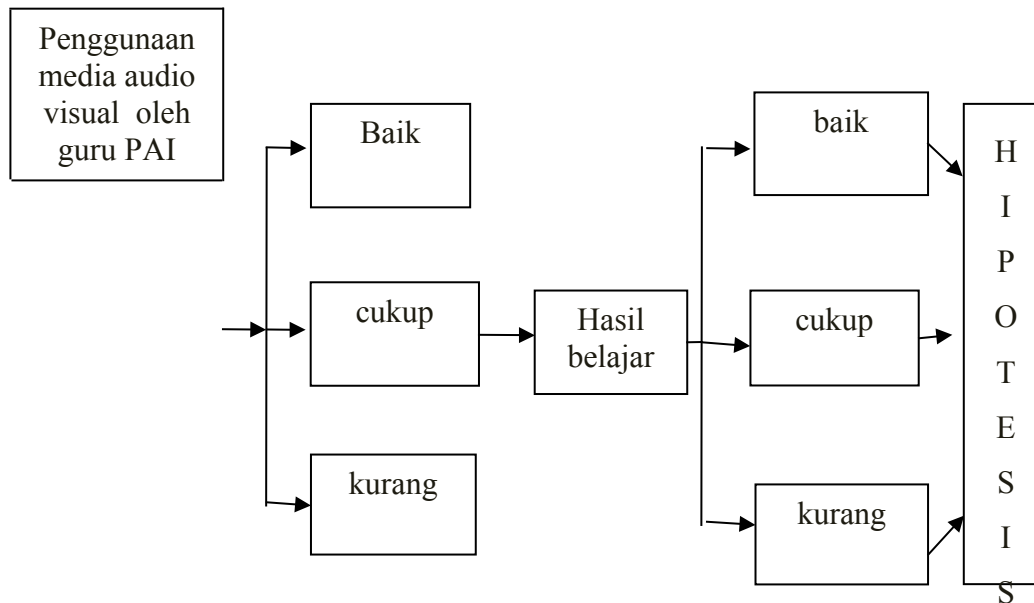 Penggunaan
media audio
visual oleh
guru PAI
Baik
cukup
kurang
Hasil
belajar
baik
cukup
kurang
H
I
P
O
T
E
S
I
S